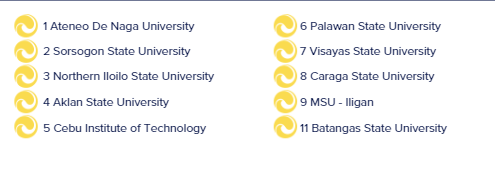 1 Ateneo De Naga University
2 Sorsogon State University
3 Northern Iloilo State University
4 Aklan State University
5 Cebu Institute of Technology
6 Palawan State University
7 Visayas State University
8 Caraga State University
9 MSU - Iligan
11 Batangas State University